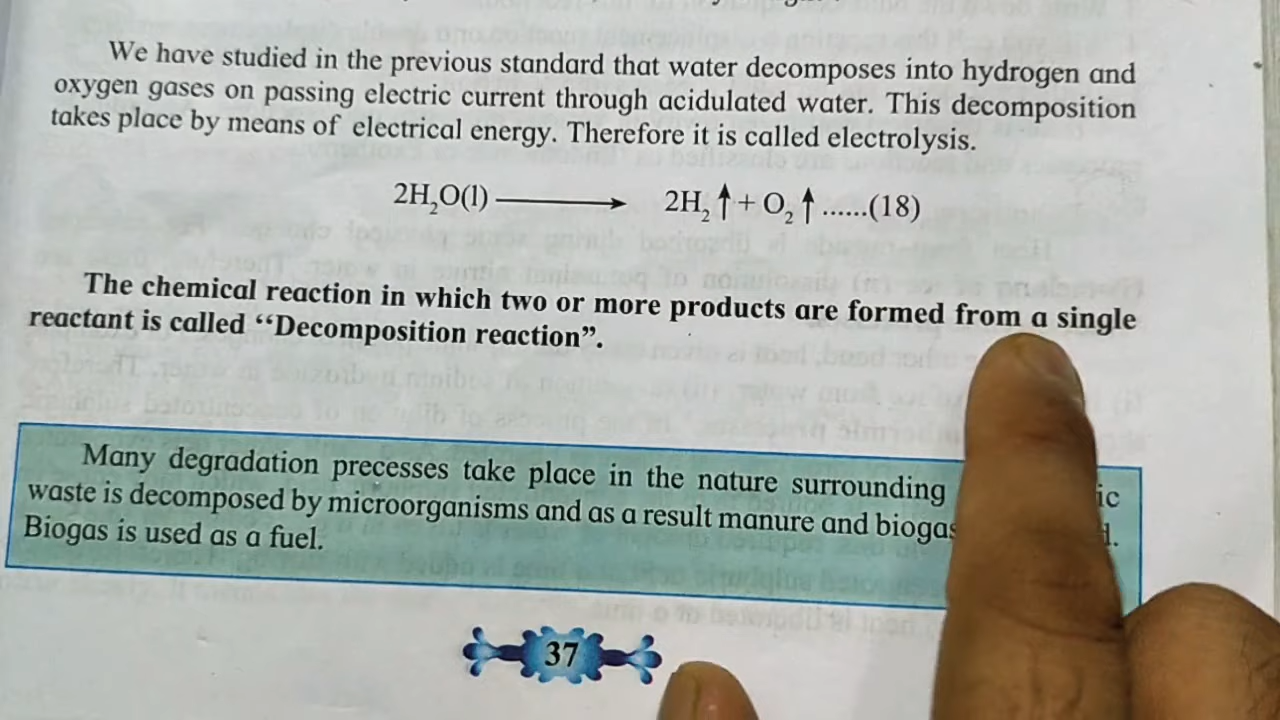 We have studied in the previous standard that water decomposes into hydrogen and
oxygen gases on passing electric current through acidulated water. This decomposition
takes place by means of electrical energy. Therefore it is called electrolysis.
2H₂O(l) ⟶ 2H₂ ↑ + O₂ ↑ ......(18)
The chemical reaction in which two or more products are formed from a single
reactant is called “Decomposition reaction”.
Many degradation precesses take place in the nature surrounding
waste is decomposed by microorganisms and as a result manure and biogas
Biogas is used as a fuel.
37